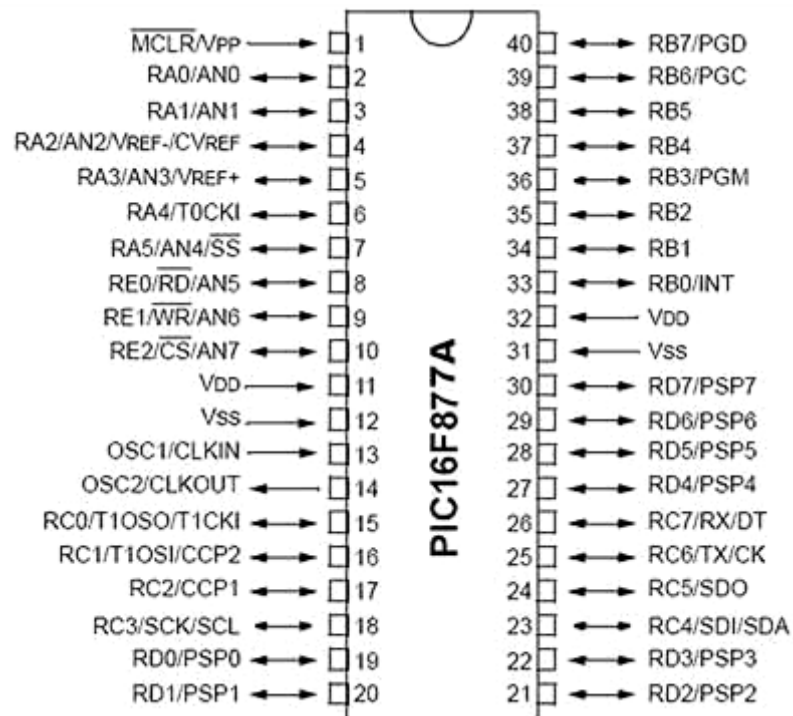 MCLR/VPP 1 40 RB7/PGD
RA0/AN0 2 39 RB6/PGC
RA1/AN1 3 38 RB5
RA2/AN2/VREF-/CVREF 4 37 RB4
RA3/AN3/VREF+ 5 36 RB3/PGM
RA4/T0CKI 6 35 RB2
RA5/AN4/SS 7 34 RB1
RE0/RD/AN5 8 33 RB0/INT
RE1/WR/AN6 9 32 VDD
RE2/CS/AN7 10 31 VSS
VDD 11 30 RD7/PSP7
VSS 12 29 RD6/PSP6
OSC1/CLKIN 13 28 RD5/PSP5
OSC2/CLKOUT 14 27 RD4/PSP4
RC0/T1OSO/T1CKI 15 26 RC7/RX/DT
RC1/T1OSI/CCP2 16 25 RC6/TX/CK
RC2/CCP1 17 24 RC5/SDO
RC3/SCK/SCL 18 23 RC4/SDI/SDA
RD0/PSP0 19 22 RD3/PSP3
RD1/PSP1 20 21 RD2/PSP2
PIC16F877A